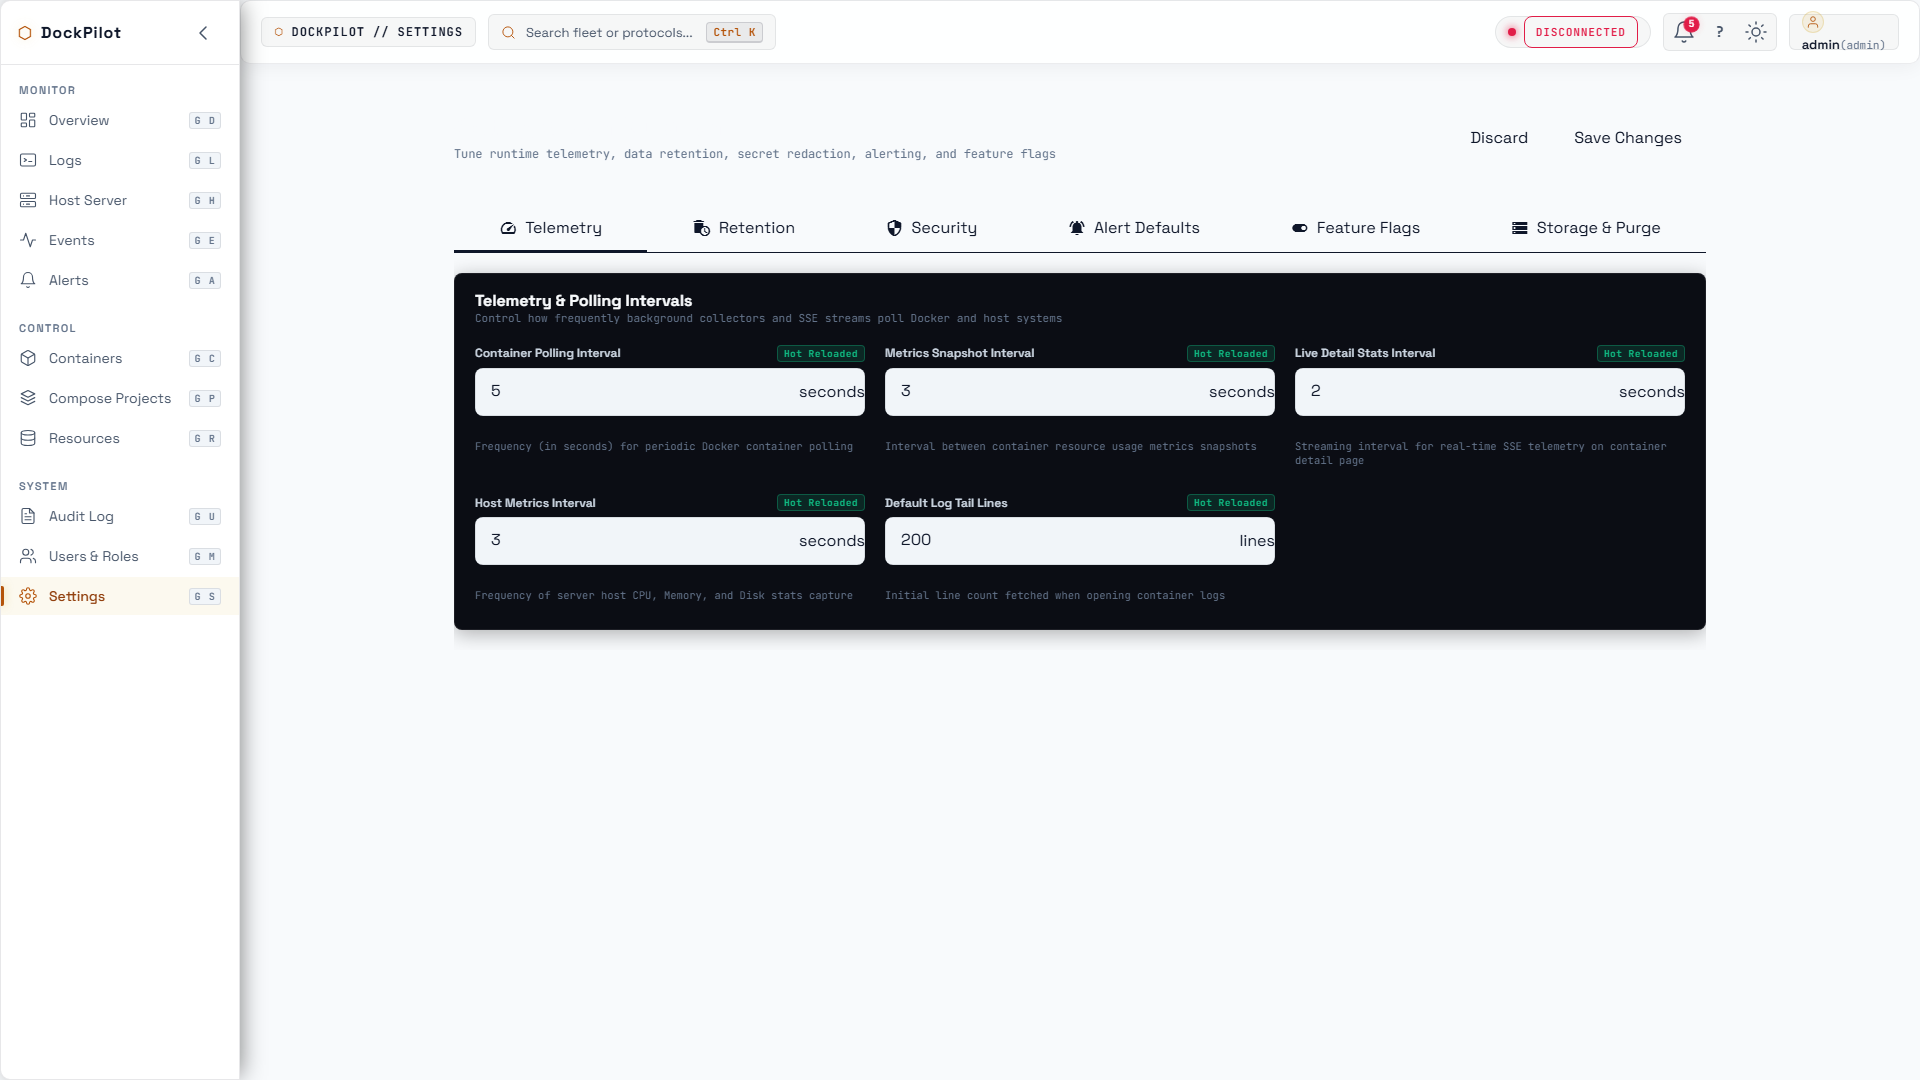 DockPilot
DOCKPILOT // SETTINGS
Search fleet or protocols...
Ctrl K
DISCONNECTED
5
?
admin(admin)
MONITOR
Overview G D
Logs G L
Host Server G H
Events G E
Alerts G A
CONTROL
Containers G C
Compose Projects G P
Resources G R
SYSTEM
Audit Log G U
Users & Roles G M
Settings G S
Discard
Save Changes
Tune runtime telemetry, data retention, secret redaction, alerting, and feature flags
Telemetry
Retention
Security
Alert Defaults
Feature Flags
Storage & Purge
Telemetry & Polling Intervals
Control how frequently background collectors and SSE streams poll Docker and host systems
Container Polling Interval Hot Reloaded
5 seconds
Frequency (in seconds) for periodic Docker container polling
Metrics Snapshot Interval Hot Reloaded
3 seconds
Interval between container resource usage metrics snapshots
Live Detail Stats Interval Hot Reloaded
2 seconds
Streaming interval for real-time SSE telemetry on container
detail page
Host Metrics Interval Hot Reloaded
3 seconds
Frequency of server host CPU, Memory, and Disk stats capture
Default Log Tail Lines Hot Reloaded
200 lines
Initial line count fetched when opening container logs